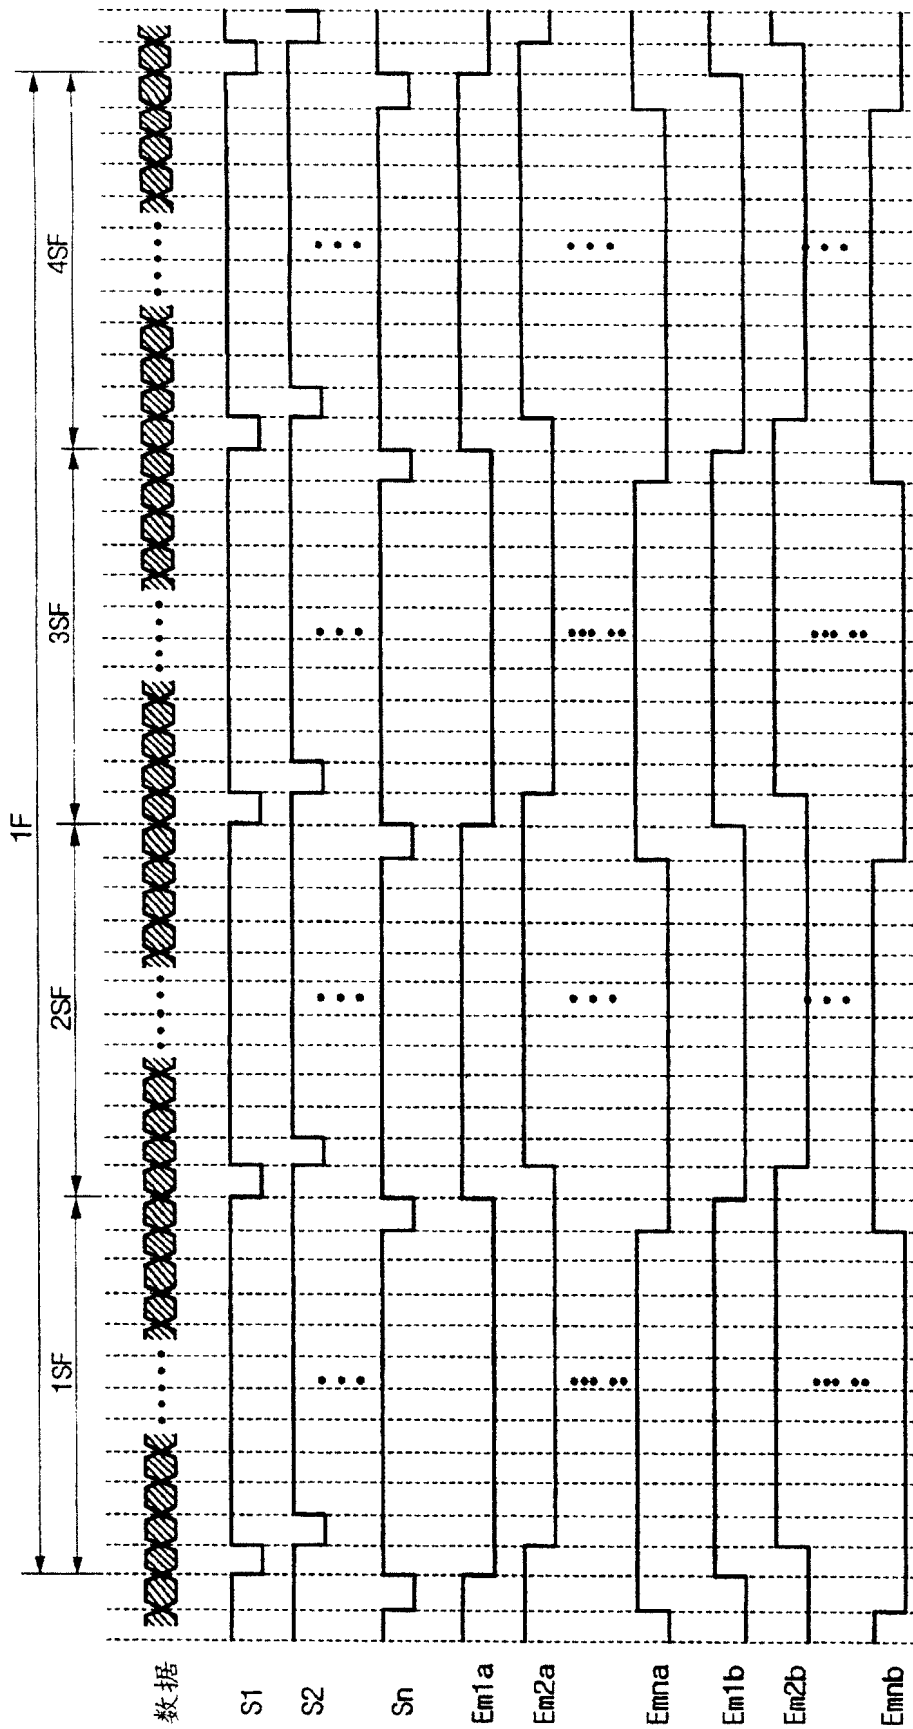 1F
1SF
2SF
3SF
4SF
数据
S1
S2
Sn
Em1a
Em2a
Emna
Em1b
Em2b
Emnb